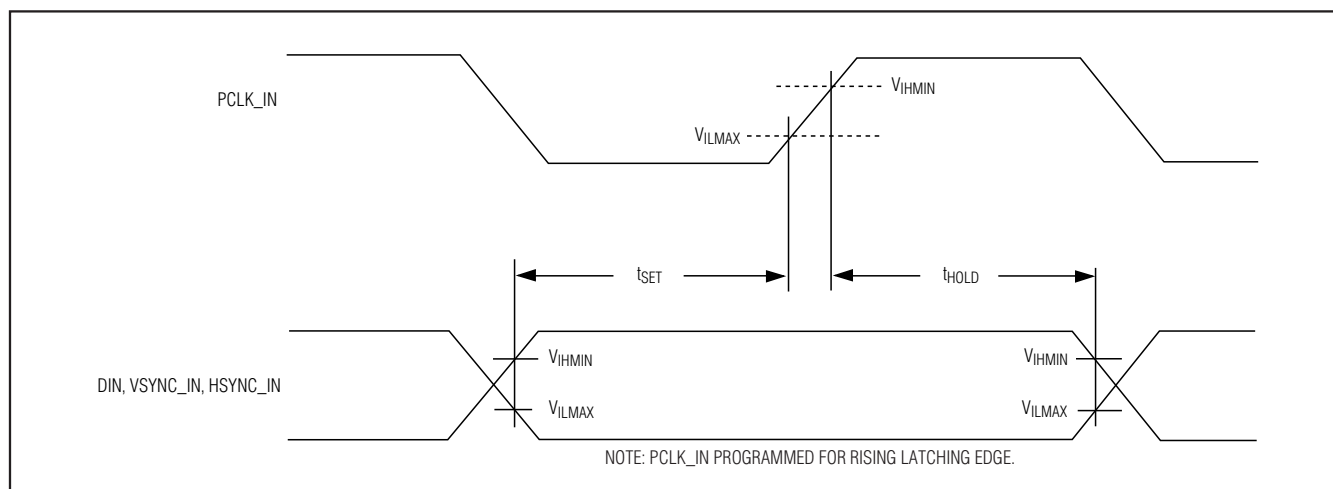 PCLK_IN
VIHMIN
VILMAX
tSET
tHOLD
DIN, VSYNC_IN, HSYNC_IN
VIHMIN
VIHMIN
VILMAX
VILMAX
NOTE: PCLK_IN PROGRAMMED FOR RISING LATCHING EDGE.